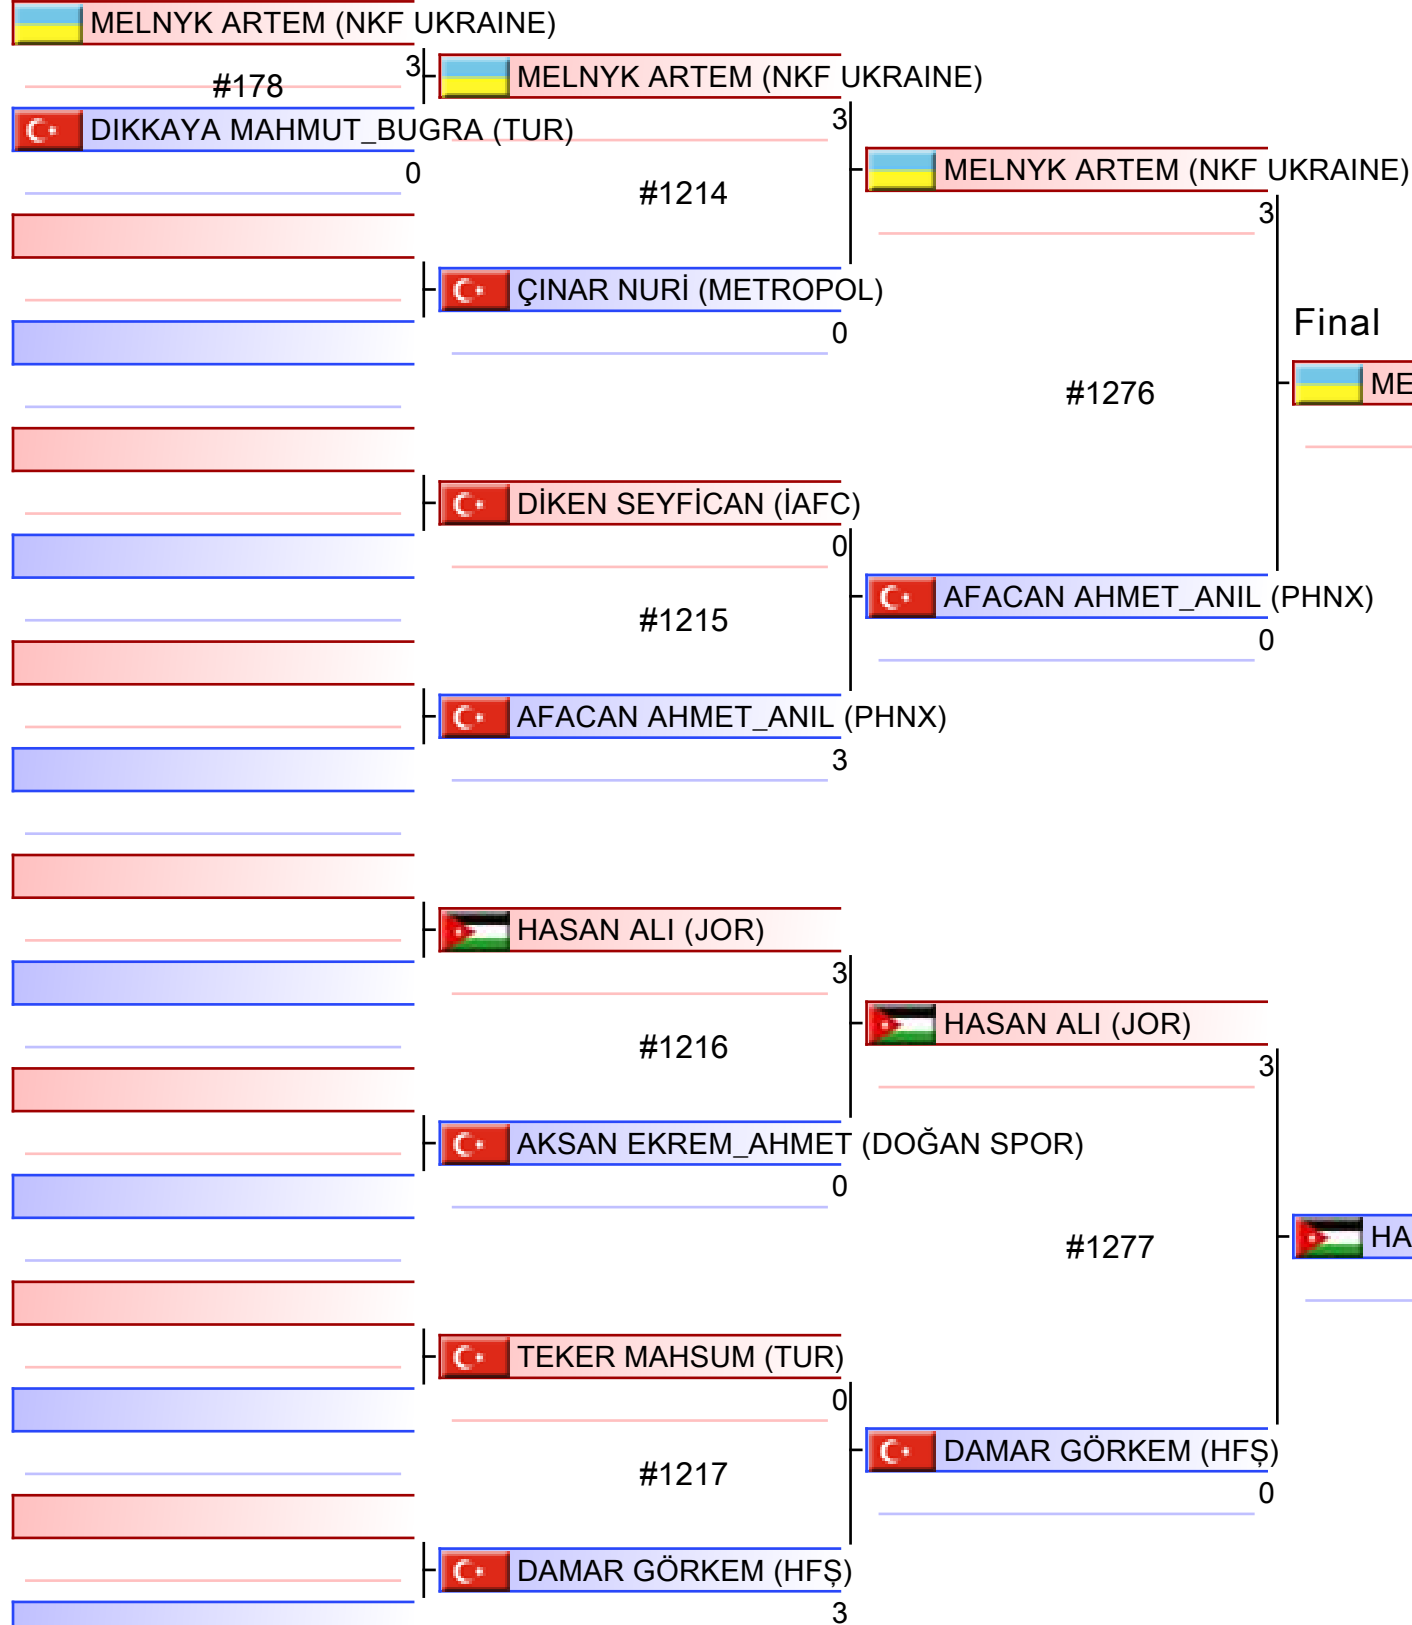 MELNYK ARTEM (NKF UKRAINE)
3
#178
DIKKAYA MAHMUT_BUGRA (TUR)
0
MELNYK ARTEM (NKF UKRAINE)
3
#1214
ÇINAR NURİ (METROPOL)
0
DİKEN SEYFİCAN (İAFC)
0
#1215
AFACAN AHMET_ANIL (PHNX)
3
HASAN ALI (JOR)
3
#1216
AKSAN EKREM_AHMET (DOĞAN SPOR)
0
TEKER MAHSUM (TUR)
0
#1217
DAMAR GÖRKEM (HFŞ)
3
MELNYK ARTEM (NKF UKRAINE)
3
#1276
AFACAN AHMET_ANIL (PHNX)
0
HASAN ALI (JOR)
3
#1277
DAMAR GÖRKEM (HFŞ)
0
Final
ME
HA